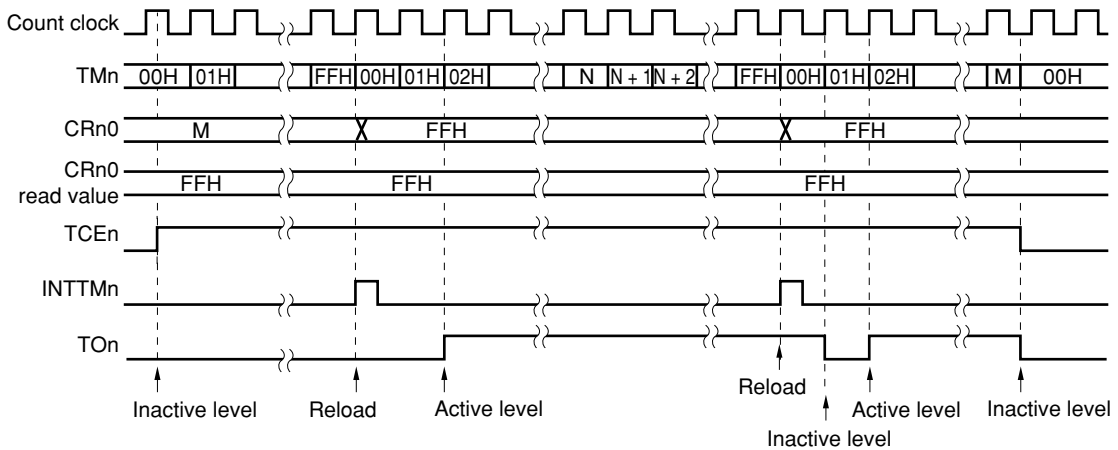 Count clock
TMn 00H 01H FFH 00H 01H 02H N N + 1 N + 2 FFH 00H 01H 02H M 00H
CRn0 M FFH FFH
CRn0
read value FFH FFH FFH
TCEn
INTTMn
TOn
Inactive level Reload Active level Reload Active level Inactive level
Inactive level